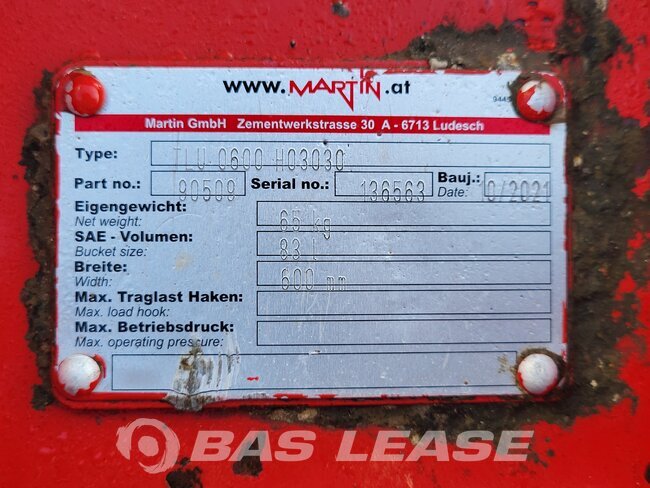 www.MARTIN.at
Martin GmbH Zementwerkstrasse 30 A - 6713 Ludesch
Type: TLU 0600 H03030
Part no.: 90509 Serial no.: 136563 Bauj.: Date: 0/2021
Eigengewicht: 65 kg
Net weight:
SAE - Volumen: 83 l
Bucket size:
Breite: 600 mm
Width:
Max. Traglast Haken:
Max. load hook:
Max. Betriebsdruck:
Max. operating pressure:
BAS LEASE